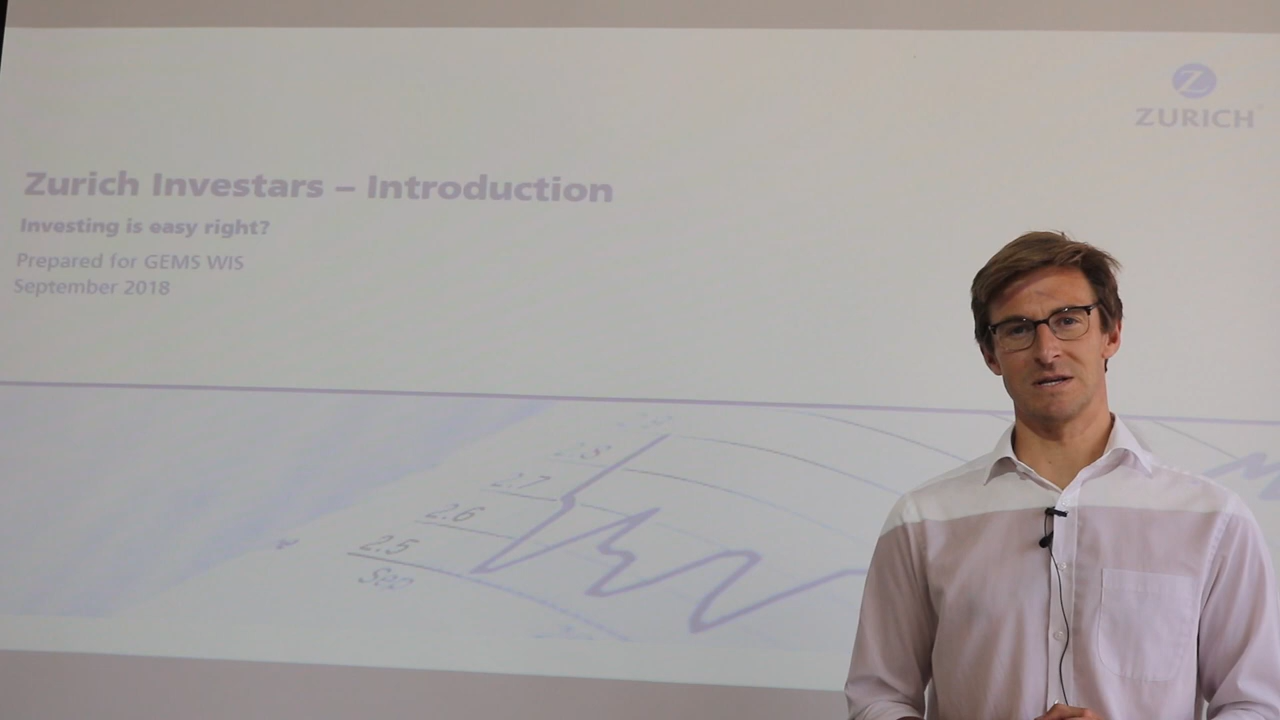 ZURICH
Zurich Investars – Introduction
Investing is easy right?
Prepared for GEMS WIS
September 2018
2.7
2.6
2.5
Sep